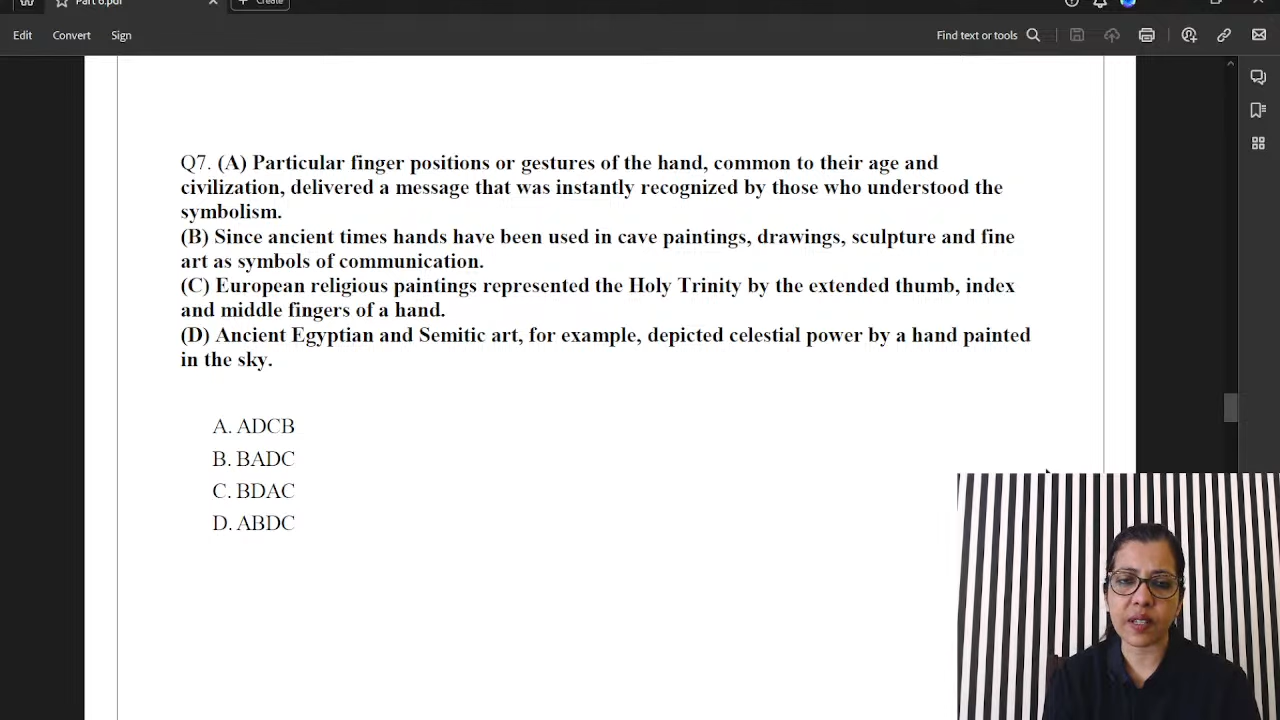 Part 6.pdf
Create
Edit Convert Sign
Find text or tools
Q7. (A) Particular finger positions or gestures of the hand, common to their age and
civilization, delivered a message that was instantly recognized by those who understood the
symbolism.
(B) Since ancient times hands have been used in cave paintings, drawings, sculpture and fine
art as symbols of communication.
(C) European religious paintings represented the Holy Trinity by the extended thumb, index
and middle fingers of a hand.
(D) Ancient Egyptian and Semitic art, for example, depicted celestial power by a hand painted
in the sky.
A. ADCB
B. BADC
C. BDAC
D. ABDC